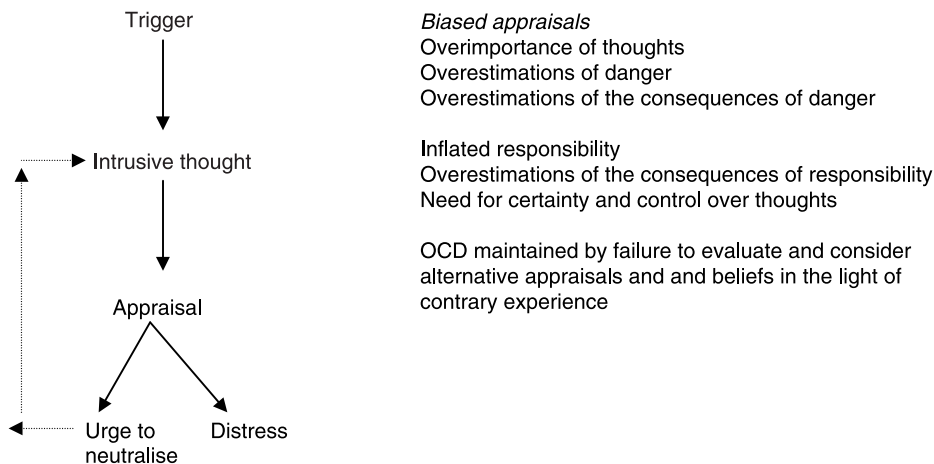 Trigger
Intrusive thought
Appraisal
Urge to
neutralise
Distress
Biased appraisals
Overimportance of thoughts
Overestimations of danger
Overestimations of the consequences of danger
Inflated responsibility
Overestimations of the consequences of responsibility
Need for certainty and control over thoughts
OCD maintained by failure to evaluate and consider
alternative appraisals and and beliefs in the light of
contrary experience